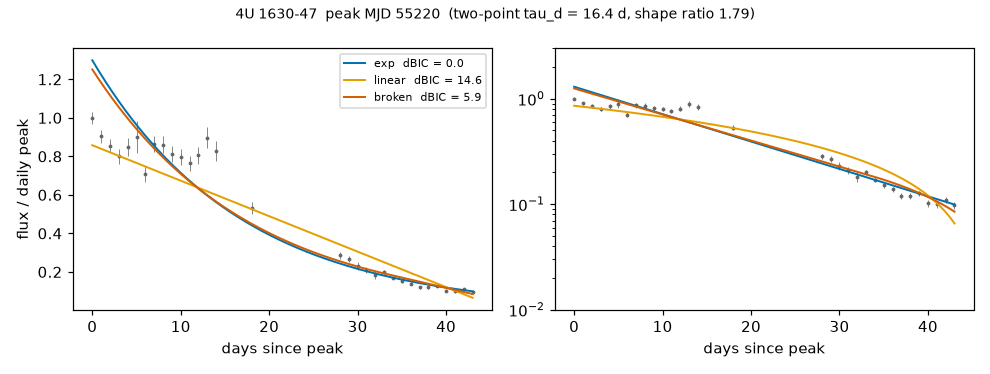 4U 1630-47  peak MJD 55220  (two-point tau_d = 16.4 d, shape ratio 1.79)
flux / daily peak
1.2
1.0
0.8
0.6
0.4
0.2
exp  dBIC = 0.0
linear  dBIC = 14.6
broken  dBIC = 5.9
0
10
20
30
40
days since peak
10⁰
10⁻¹
10⁻²
0
10
20
30
40
days since peak